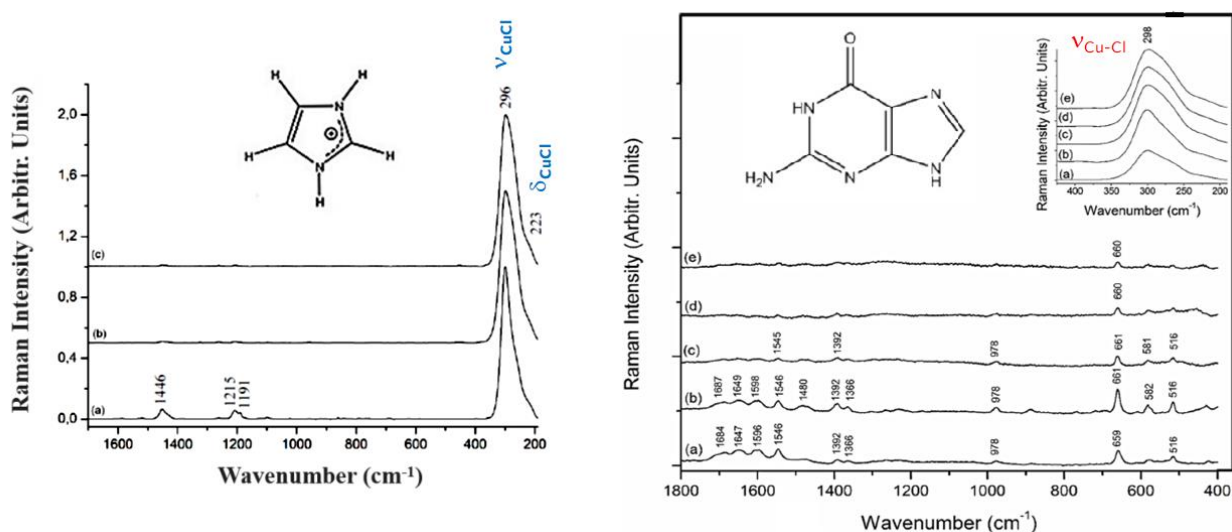 ν CuCl
296
δ CuCl
223
H
H
N
⊕
H
H
N
H
Raman Intensity (Arbitr. Units)
2,0
1,6
1,2
0,8
0,4
0,0
(c)
(b)
(a)
1446
1215
1191
1600 1400 1200 1000 800 600 400 200
Wavenumber (cm-1)
O
HN
N
H2N
N
N
H
ν Cu-Cl
298
Raman Intensity (Arbitr. Units)
(e)
(d)
(c)
(b)
(a)
400 350 300 250 200
Wavenumber (cm-1)
Raman Intensity (Arbitr. Units)
(e)
660
(d)
660
(c)
1545 1392 978 661 581 516
(b)
1687 1649 1598 1546 1480 1392 1366 978 661 582 516
(a)
1684 1647 1596 1546 1392 1366 978 659 516
1800 1600 1400 1200 1000 800 600 400
Wavenumber (cm-1)